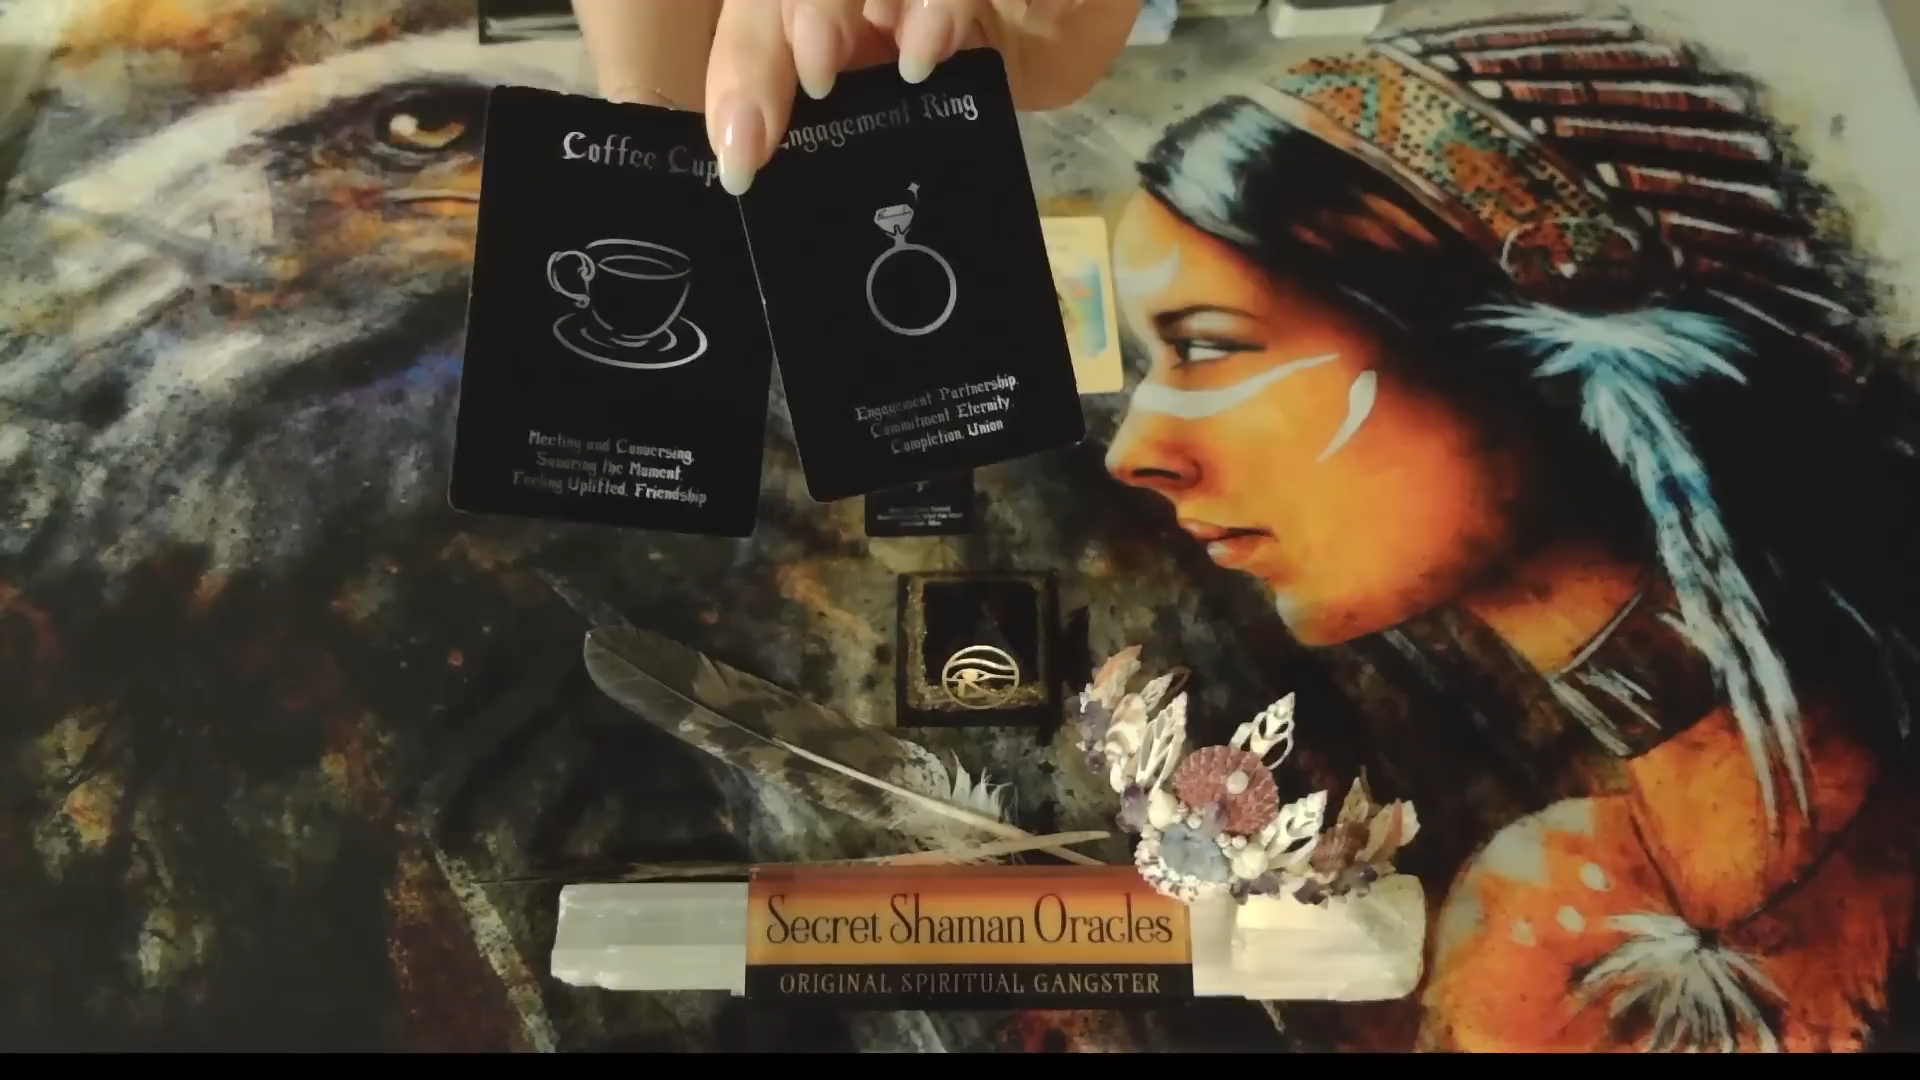 Coffee Cup
Meeting and Conversing,
Savoring the Moment,
Feeling Uplifted, Friendship
Engagement Ring
Engagement Partnership,
Commitment Eternity,
Completion, Union
Secret Shaman Oracles
ORIGINAL SPIRITUAL GANGSTER